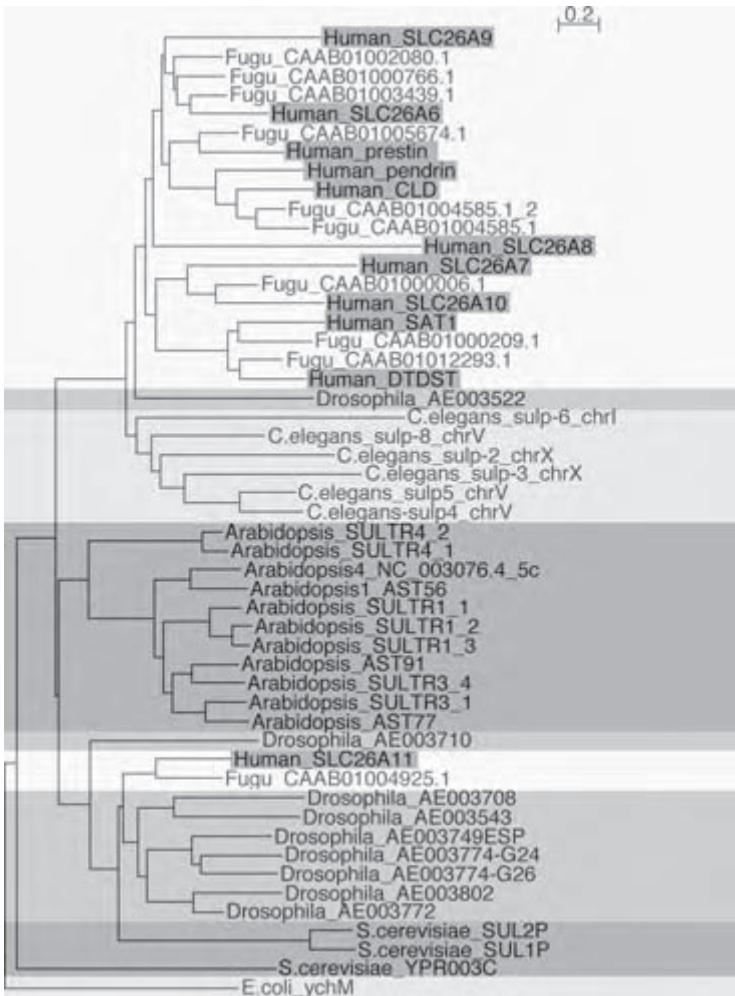 0.2
Human_SLC26A9
Fugu_CAAB01002080.1
Fugu_CAAB01000766.1
Fugu_CAAB01003439.1
Human_SLC26A6
Fugu_CAAB01005674.1
Human_prestin
Human_pendrin
Human_CLD
Fugu_CAAB01004585.1_2
Fugu_CAAB01004585.1
Human_SLC26A8
Human_SLC26A7
Fugu_CAAB01000006.1
Human_SLC26A10
Human_SAT1
Fugu_CAAB01000209.1
Fugu_CAAB01012293.1
Human_DTDST
Drosophila_AE003522
C.elegans_sulp-6_chrI
C.elegans_sulp-8_chrV
C.elegans_sulp-2_chrX
C.elegans_sulp-3_chrX
C.elegans_sulp5_chrV
C.elegans-sulp4_chrV
Arabidopsis_SULTR4_2
Arabidopsis_SULTR4_1
Arabidopsis4_NC_003076.4_5c
Arabidopsis1_AST56
Arabidopsis_SULTR1_1
Arabidopsis_SULTR1_2
Arabidopsis_SULTR1_3
Arabidopsis_AST91
Arabidopsis_SULTR3_4
Arabidopsis_SULTR3_1
Arabidopsis_AST77
Drosophila_AE003710
Human_SLC26A11
Fugu_CAAB01004925.1
Drosophila_AE003708
Drosophila_AE003543
Drosophila_AE003749ESP
Drosophila_AE003774-G24
Drosophila_AE003774-G26
Drosophila_AE003802
Drosophila_AE003772
S.cerevisiae_SUL2P
S.cerevisiae_SUL1P
S.cerevisiae_YPR003C
E.coli_ychM